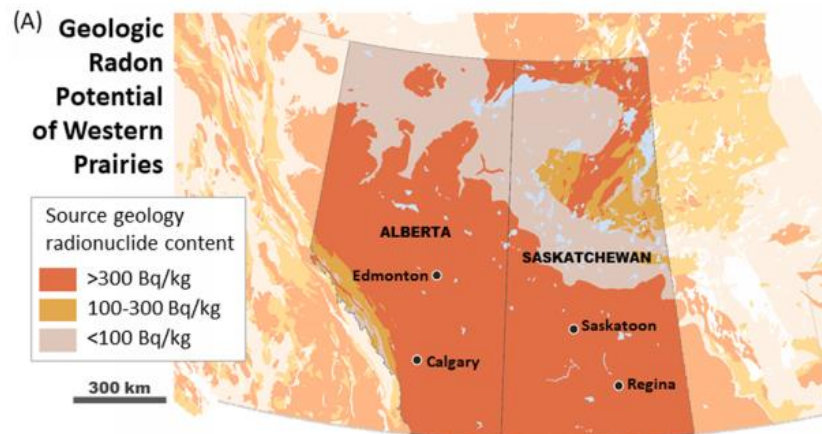 (A) Geologic
Radon
Potential
of Western
Prairies
Source geology
radionuclide content
>300 Bq/kg
100-300 Bq/kg
<100 Bq/kg
300 km
ALBERTA
SASKATCHEWAN
Edmonton
Saskatoon
Calgary
Regina